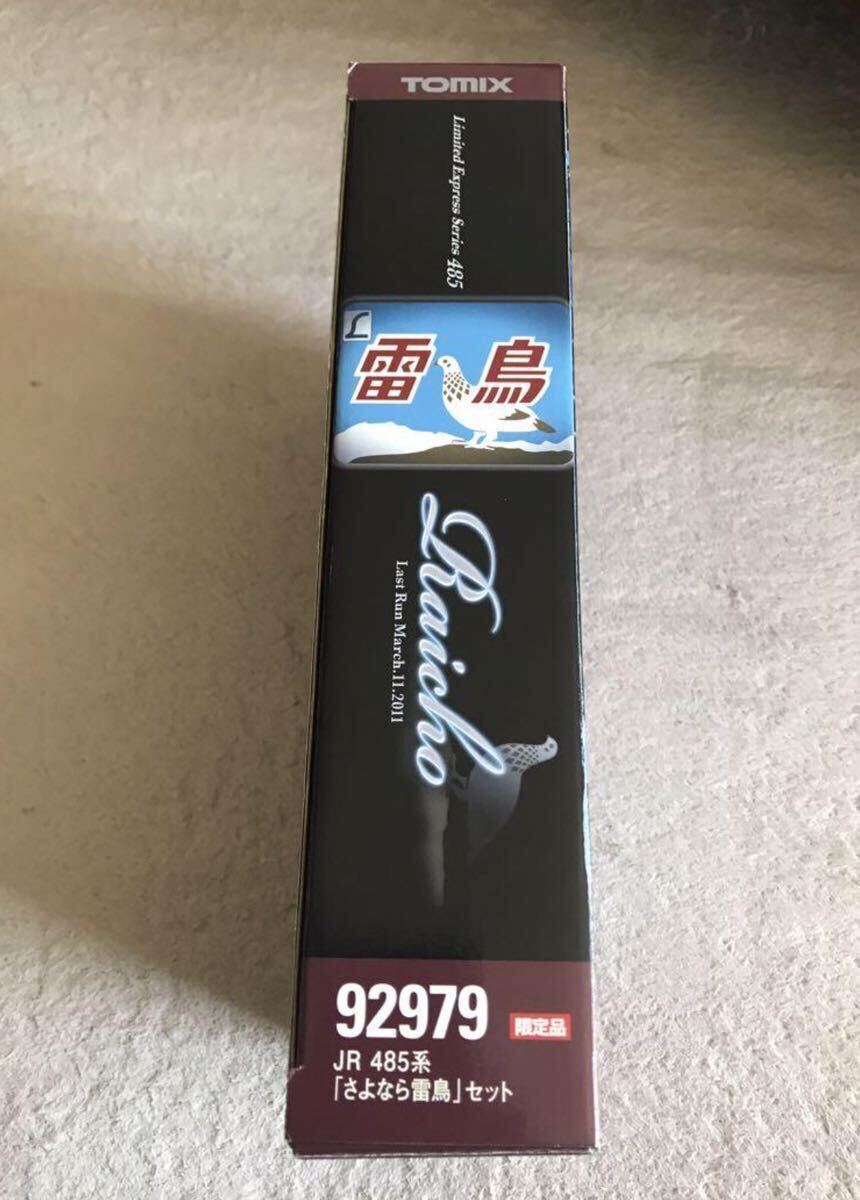 TOMIX
Limited Express Series 485
L
雷鳥
Raicho
Last Run March.11.2011
92979
限定品
JR 485系
「さよなら雷鳥」セット